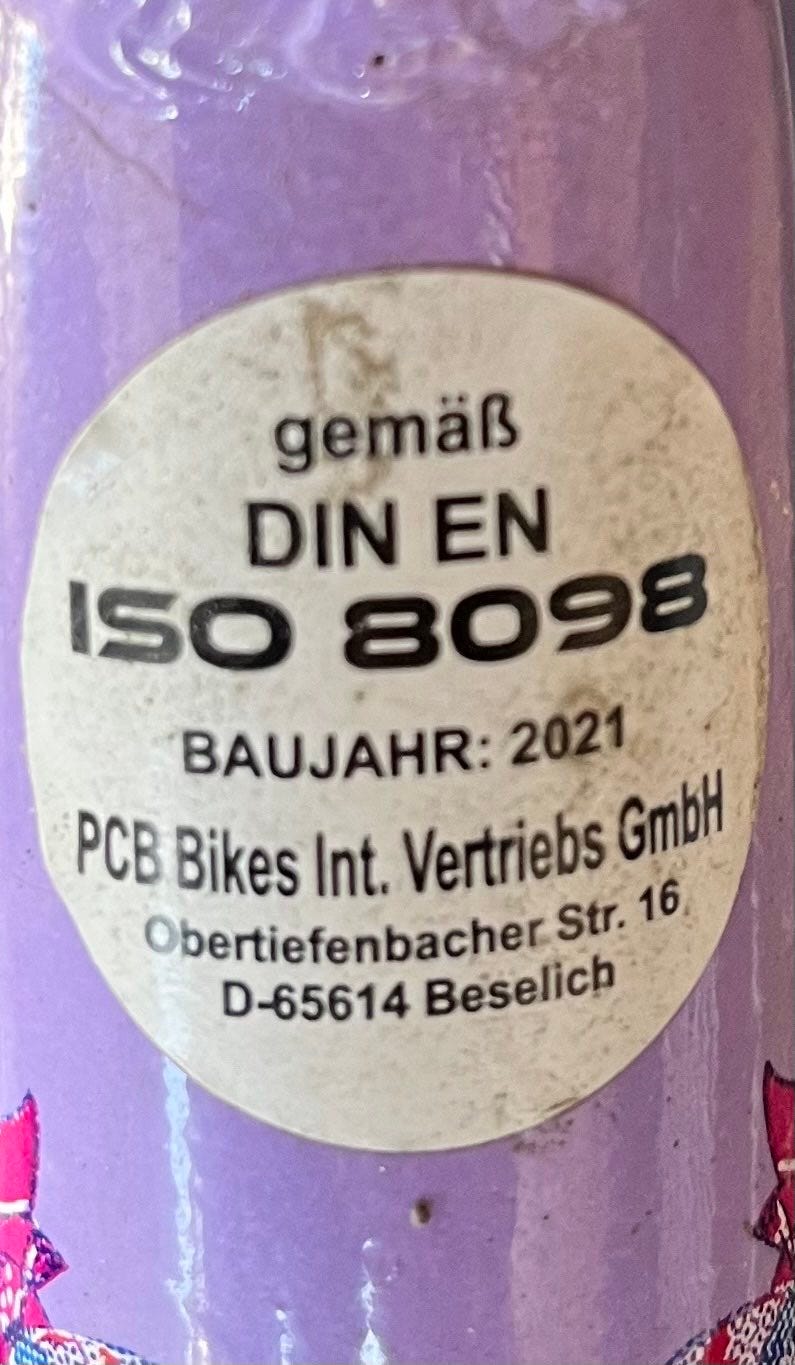 gemäß
DIN EN
ISO 8098
BAUJAHR: 2021
PCB Bikes Int. Vertriebs GmbH
Obertiefenbacher Str. 16
D-65614 Beselich